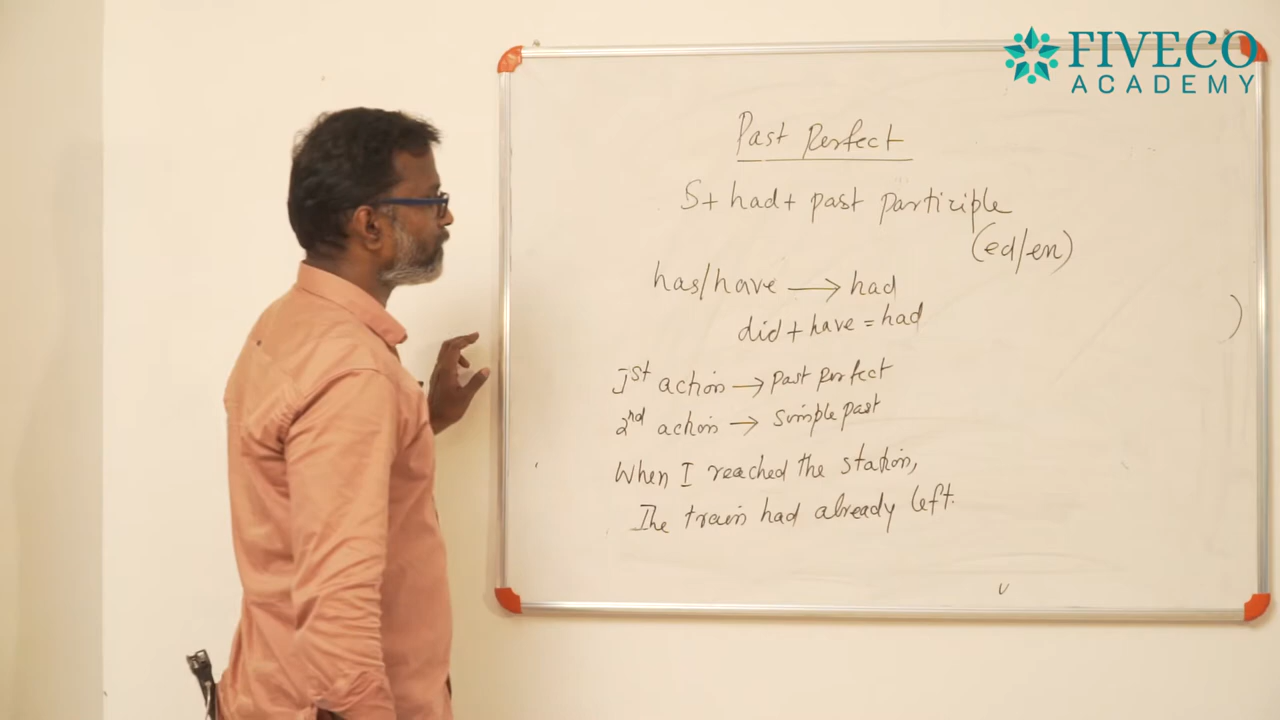 FIVECO
ACADEMY
Past Perfect
S+ had+ past participle
(ed/en)
has/have → had
did + have = had
)
1st action → Past perfect
2nd action → Simple past
When I reached the station,
The train had already left.